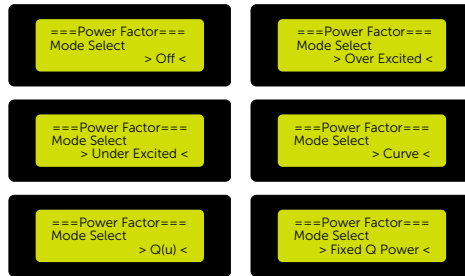 ===Power Factor===
Mode Select
> Off <
===Power Factor===
Mode Select
> Over Excited <
===Power Factor===
Mode Select
> Under Excited <
===Power Factor===
Mode Select
> Curve <
===Power Factor===
Mode Select
> Q(u) <
===Power Factor===
Mode Select
> Fixed Q Power <